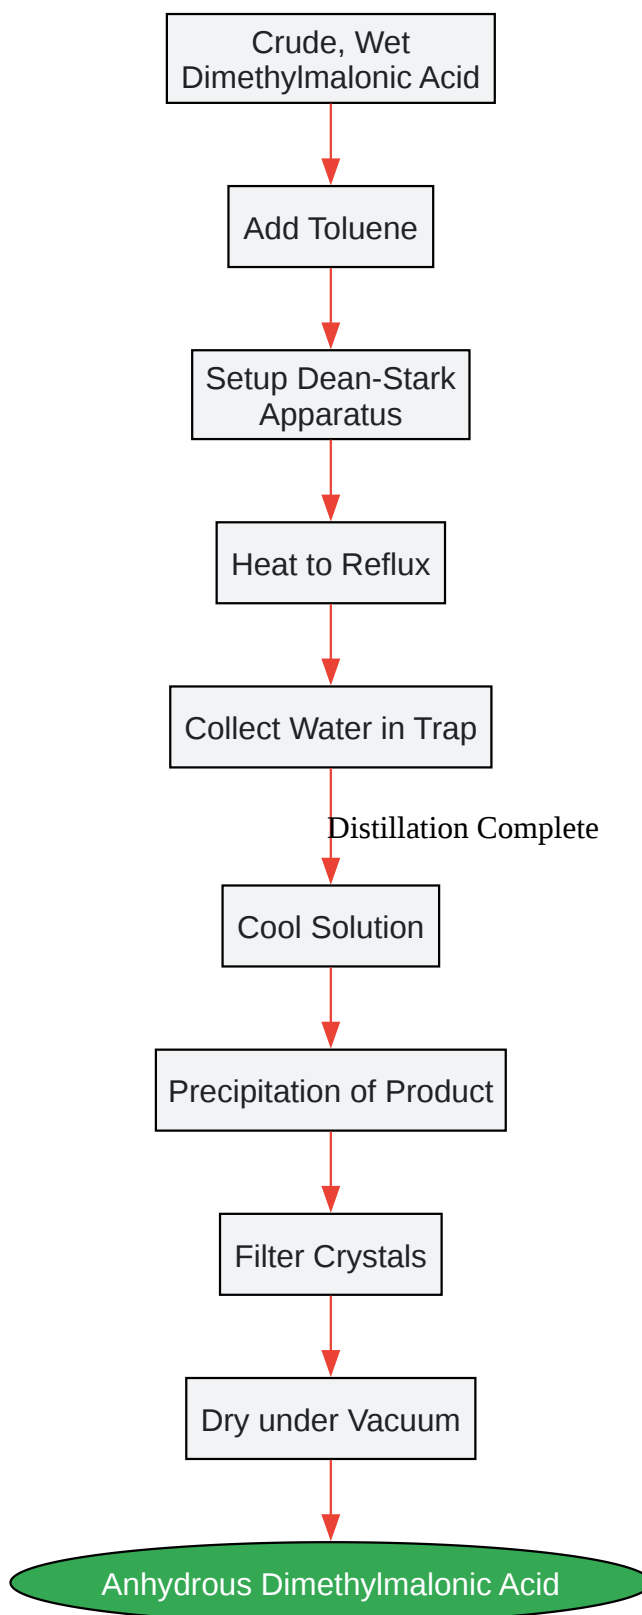 Crude, Wet
Dimethylmalonic Acid
Add Toluene
Setup Dean-Stark
Apparatus
Heat to Reflux
Collect Water in Trap
Distillation Complete
Cool Solution
Precipitation of Product
Filter Crystals
Dry under Vacuum
Anhydrous Dimethylmalonic Acid